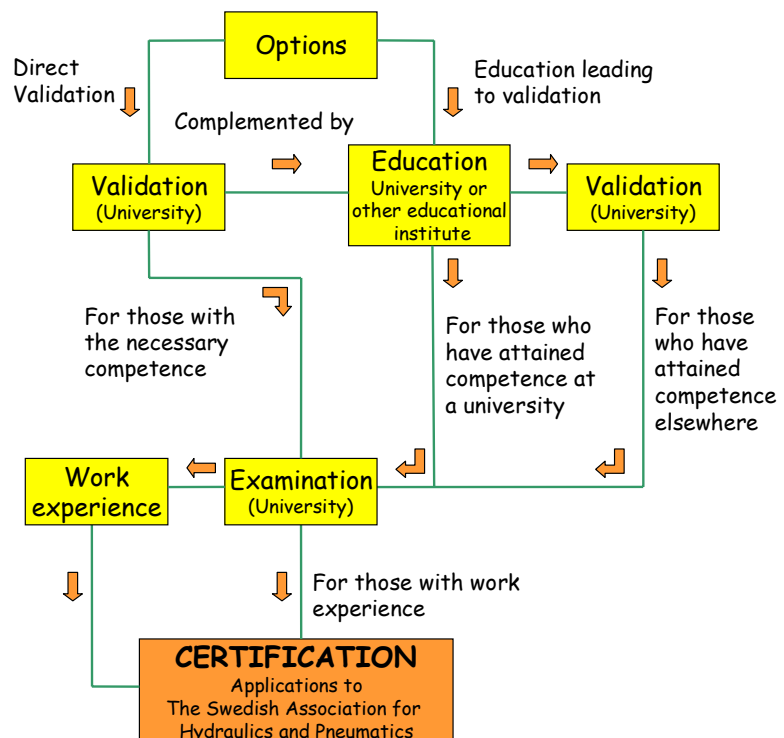 Options
Direct
Validation
Education leading
to validation
Complemented by
Validation
(University)
Education
University or
other educational
institute
Validation
(University)
For those with
the necessary
competence
For those who
have attained
competence at
a university
For those
who have
attained
competence
elsewhere
Work
experience
Examination
(University)
For those with work
experience
CERTIFICATION
Applications to
The Swedish Association for
Hydraulics and Pneumatics